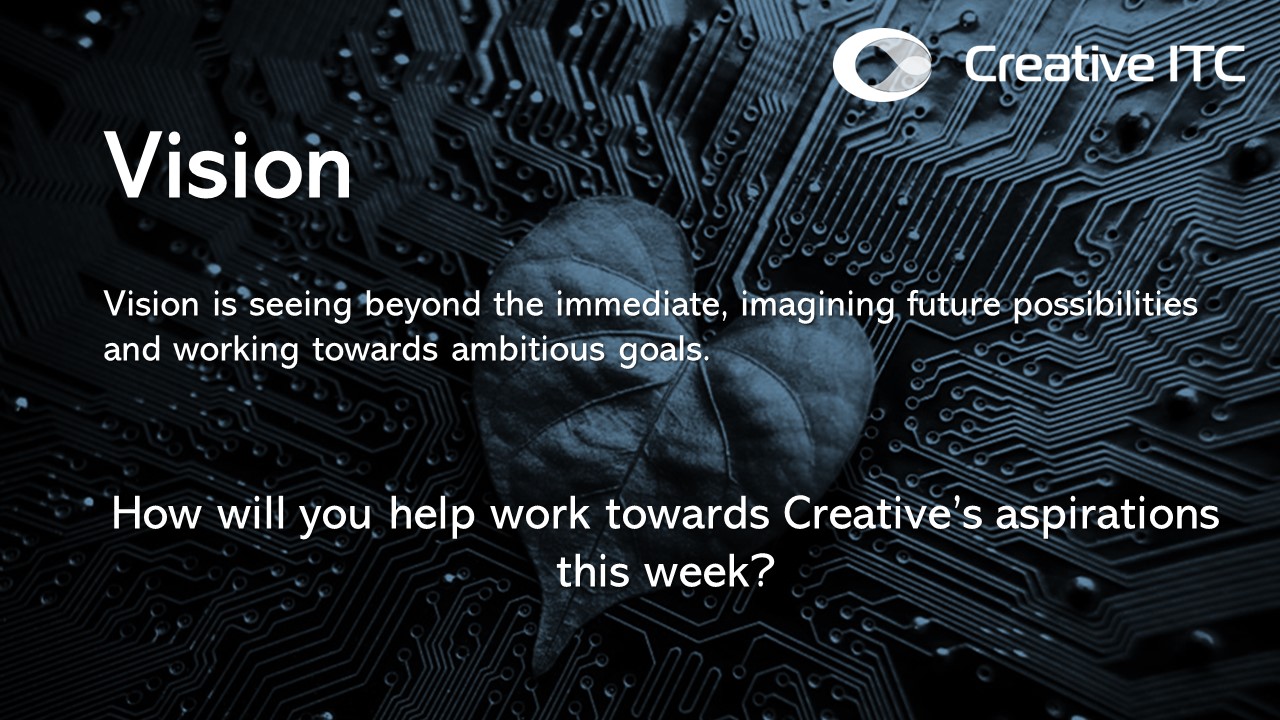 Creative ITC
Vision
Vision is seeing beyond the immediate, imagining future possibilities
and working towards ambitious goals.
How will you help work towards Creative’s aspirations
this week?